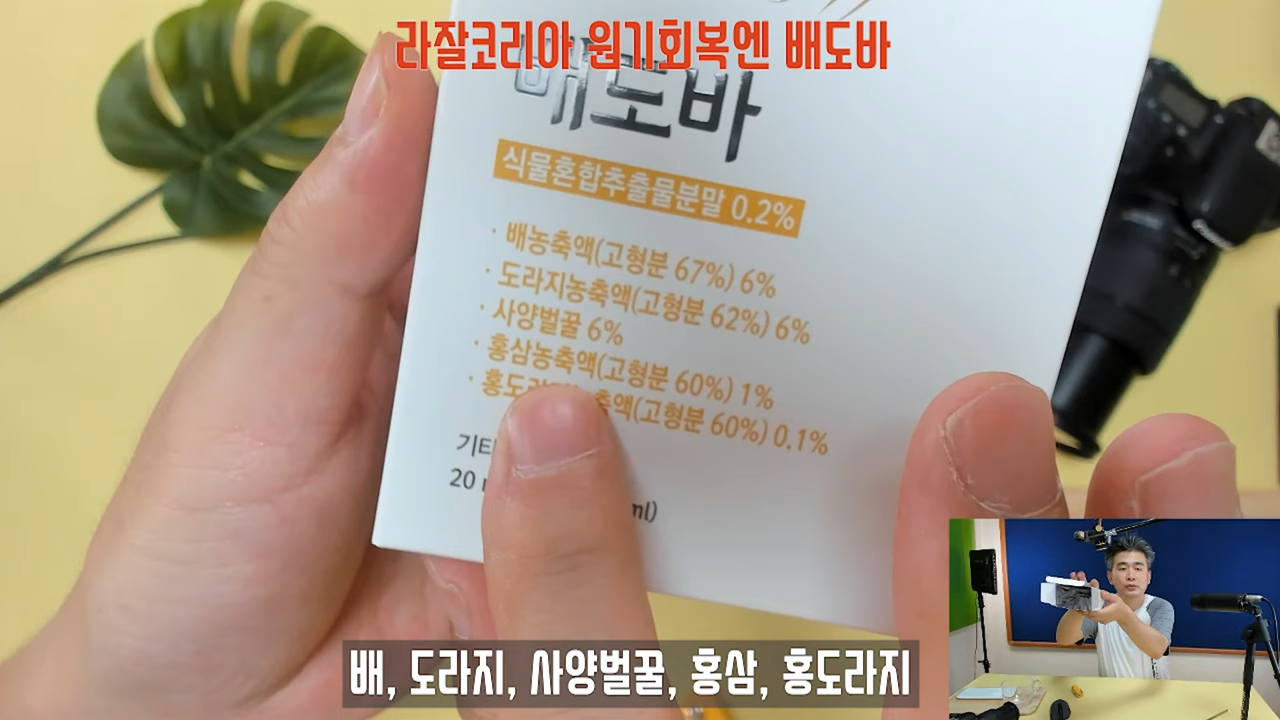 라잘코리아 원기회복엔 배도바
배도바
식물혼합추출물분말 0.2%
· 배농축액(고형분 67%) 6%
· 도라지농축액(고형분 62%) 6%
· 사양벌꿀 6%
· 홍삼농축액(고형분 60%) 1%
· 홍도 축액(고형분 60%) 0.1%
기타
20 ml)
배, 도라지, 사양벌꿀, 홍삼, 홍도라지